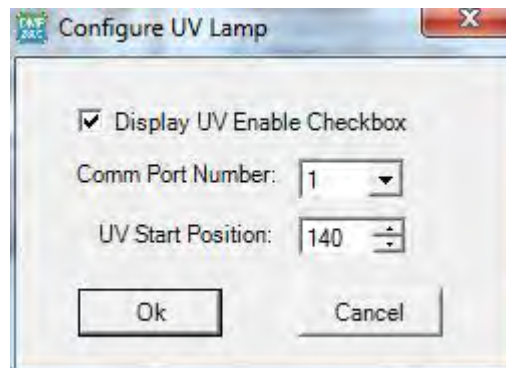 Configure UV Lamp
Display UV Enable Checkbox
Comm Port Number: 1
UV Start Position: 140
Ok Cancel